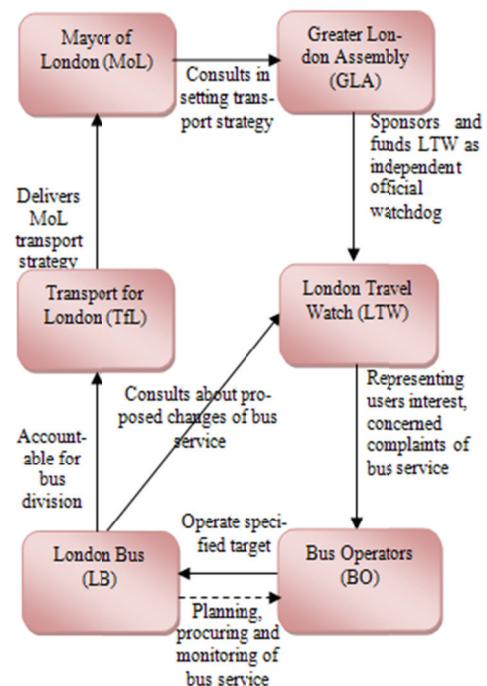 Mayor of
London (MoL)
Consults in
setting trans-
port strategy
Greater Lon-
don Assembly
(GLA)
Sponsors and
funds LTW as
independent
official
watchdog
Delivers
MoL
transport
strategy
Transport for
London (TfL)
London Travel
Watch (LTW)
Consults about pro-
posed changes of bus
service
Representing
users interest,
concerned
complaints of
bus service
Account-
able for
bus
division
London Bus
(LB)
Operate speci-
fied target
Bus Operators
(BO)
Planning,
procuring and
monitoring of
bus service